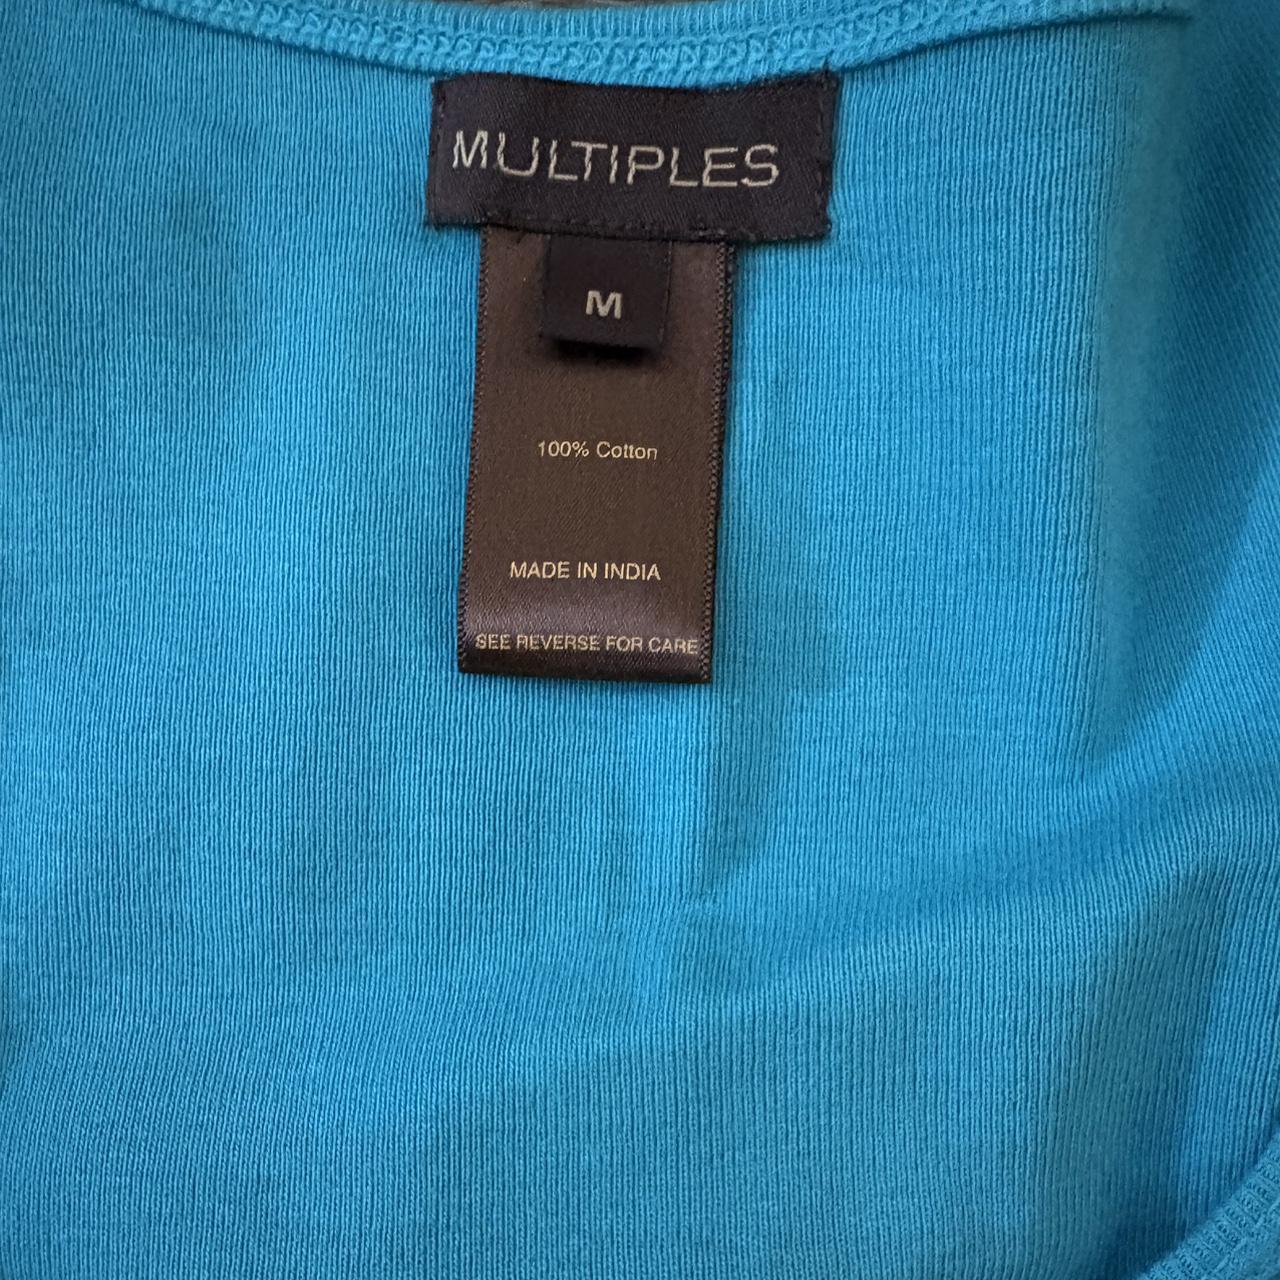 MULTIPLES
M
100% Cotton
MADE IN INDIA
SEE REVERSE FOR CARE